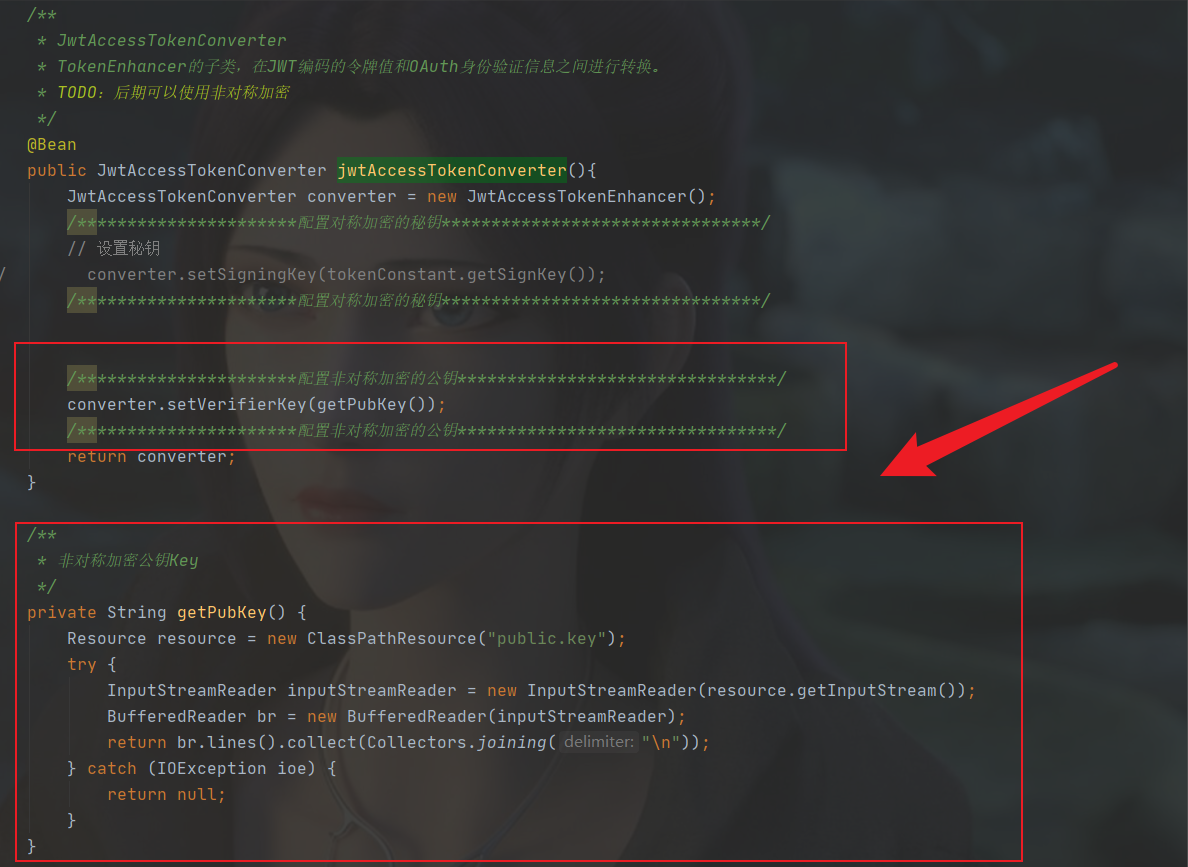 /**
 * JwtAccessTokenConverter
 * TokenEnhancer的子类，在JWT编码的令牌值和OAuth身份验证信息之间进行转换。
 * TODO：后期可以使用非对称加密
 */
@Bean
public JwtAccessTokenConverter jwtAccessTokenConverter(){
    JwtAccessTokenConverter converter = new JwtAccessTokenEnhancer();
    /**********************配置对称加密的秘钥********************************/
    // 设置秘钥
/     converter.setSigningKey(tokenConstant.getSignKey());
    /**********************配置对称加密的秘钥********************************/
    /**********************配置非对称加密的公钥********************************/
    converter.setVerifierKey(getPubKey());
    /**********************配置非对称加密的公钥********************************/
    return converter;
}
/**
 * 非对称加密公钥Key
 */
private String getPubKey() {
    Resource resource = new ClassPathResource("public.key");
    try {
        InputStreamReader inputStreamReader = new InputStreamReader(resource.getInputStream());
        BufferedReader br = new BufferedReader(inputStreamReader);
        return br.lines().collect(Collectors.joining( delimiter: "\n"));
    } catch (IOException ioe) {
        return null;
    }
}